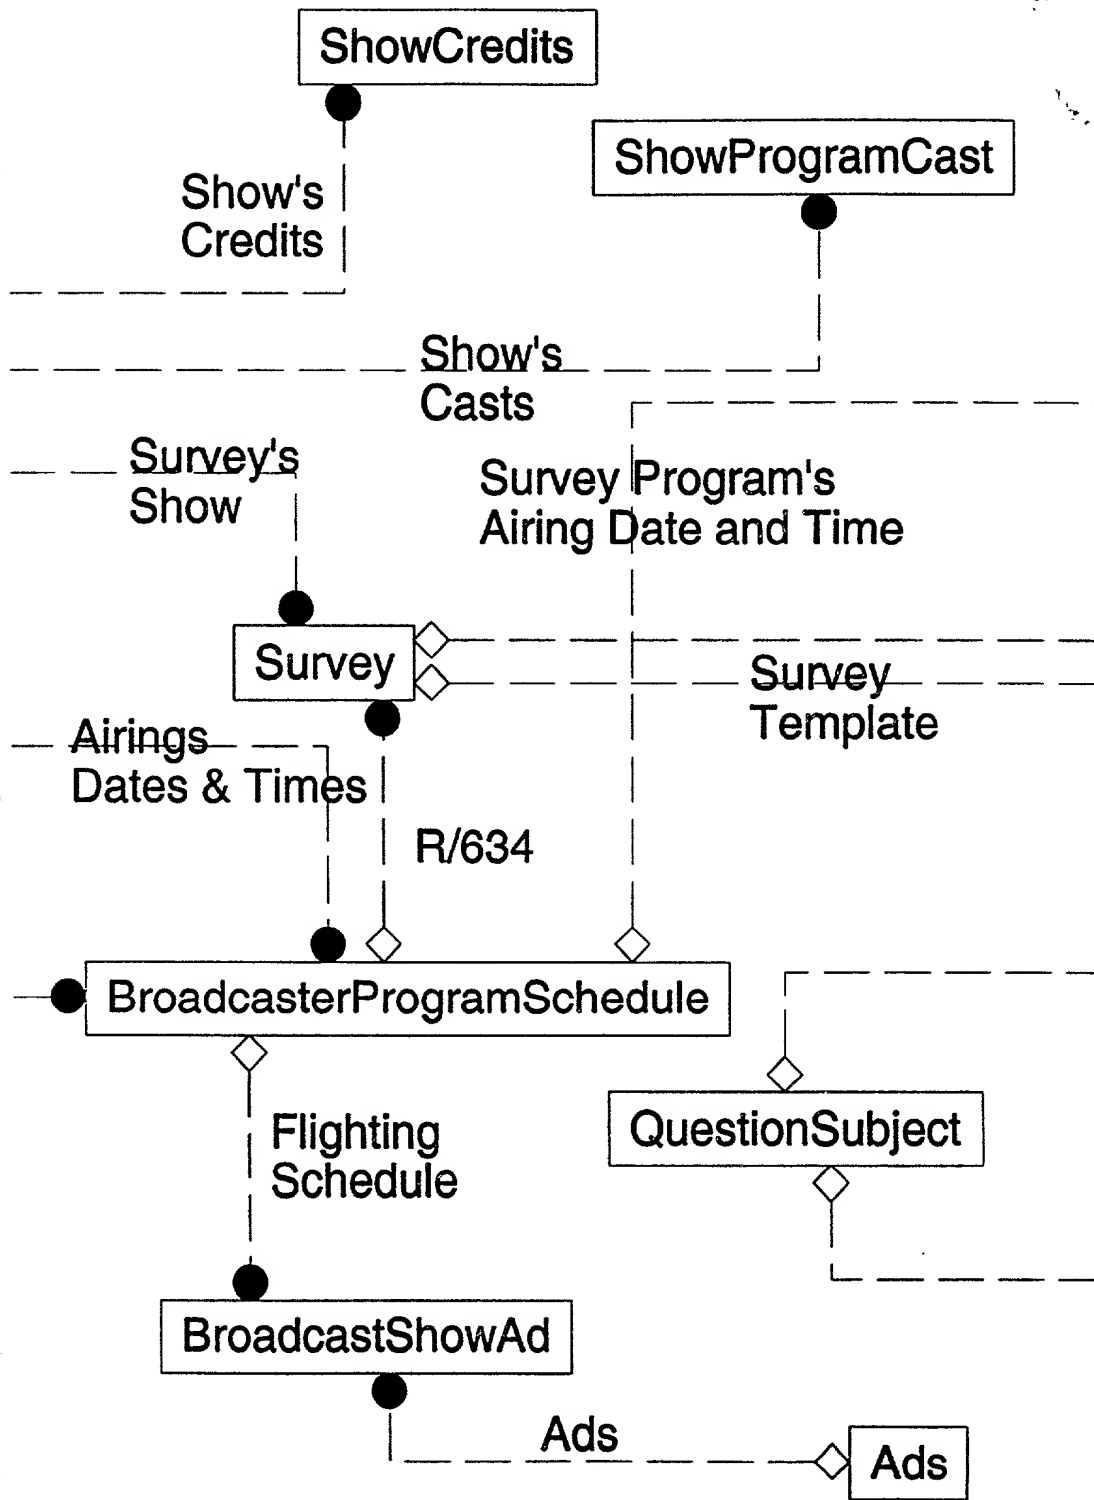 ShowCredits
ShowProgramCast
Show's
Credits
Show's
Casts
Survey's
Show
Survey Program's
Airing Date and Time
Survey
Survey
Template
Airings
Dates & Times
R/634
BroadcasterProgramSchedule
QuestionSubject
Flighting
Schedule
BroadcastShowAd
Ads
Ads